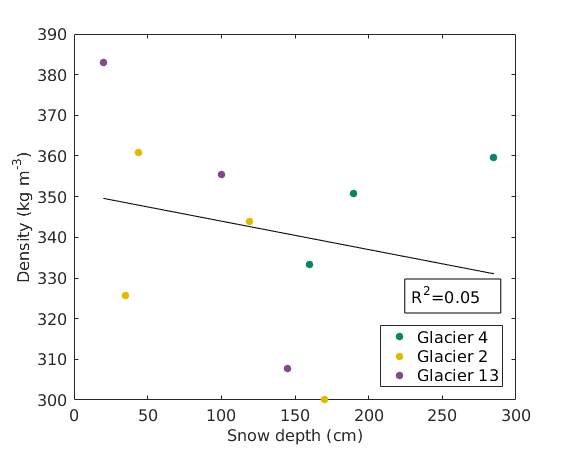 390
380
370
360
350
340
330
320
310
300
Density (kg m-3)
0 50 100 150 200 250 300
Snow depth (cm)
R2=0.05
Glacier 4
Glacier 2
Glacier 13